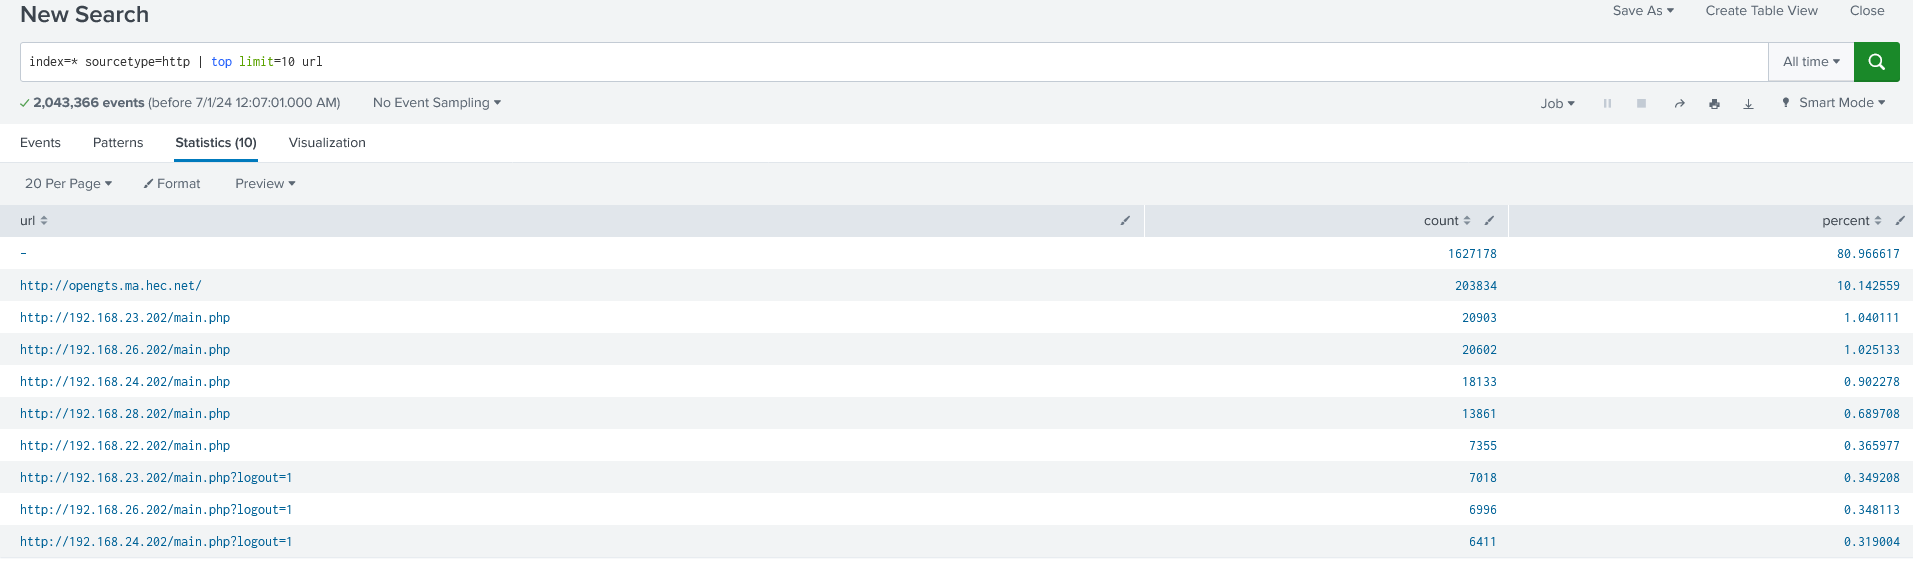 New Search
Save As Create Table View Close
index=* sourcetype=http | top limit=10 url
All time
2,043,366 events (before 7/1/24 12:07:01.000 AM) No Event Sampling
Job Smart Mode
Events Patterns Statistics (10) Visualization
20 Per Page Format Preview
url count percent
- 1627178 80.966617
http://opengts.ma.hec.net/ 203834 10.142559
http://192.168.23.202/main.php 20903 1.040111
http://192.168.26.202/main.php 20602 1.025133
http://192.168.24.202/main.php 18133 0.902278
http://192.168.28.202/main.php 13861 0.689708
http://192.168.22.202/main.php 7355 0.365977
http://192.168.23.202/main.php?logout=1 7018 0.349208
http://192.168.26.202/main.php?logout=1 6996 0.348113
http://192.168.24.202/main.php?logout=1 6411 0.319004